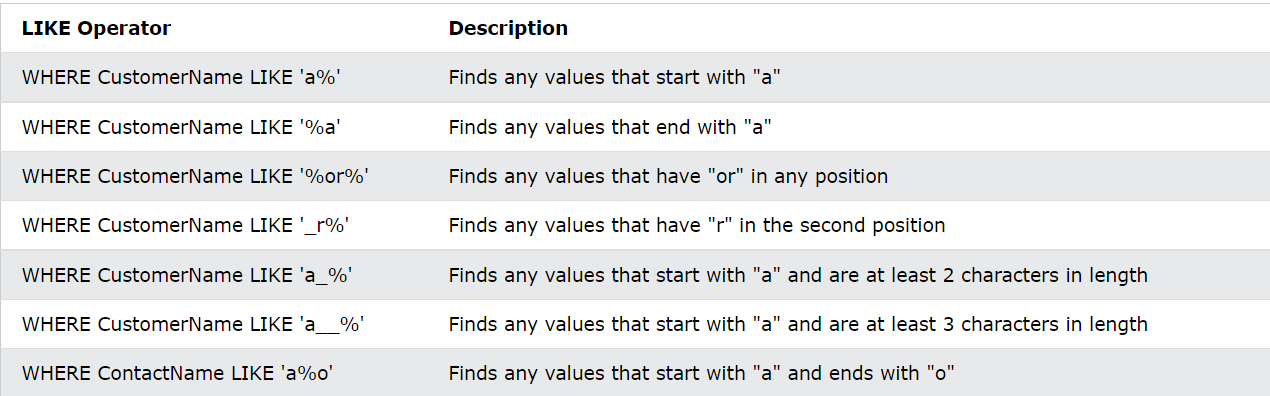 LIKE Operator Description
WHERE CustomerName LIKE 'a%' Finds any values that start with "a"
WHERE CustomerName LIKE '%a' Finds any values that end with "a"
WHERE CustomerName LIKE '%or%' Finds any values that have "or" in any position
WHERE CustomerName LIKE '_r%' Finds any values that have "r" in the second position
WHERE CustomerName LIKE 'a_%' Finds any values that start with "a" and are at least 2 characters in length
WHERE CustomerName LIKE 'a__%' Finds any values that start with "a" and are at least 3 characters in length
WHERE ContactName LIKE 'a%o' Finds any values that start with "a" and ends with "o"